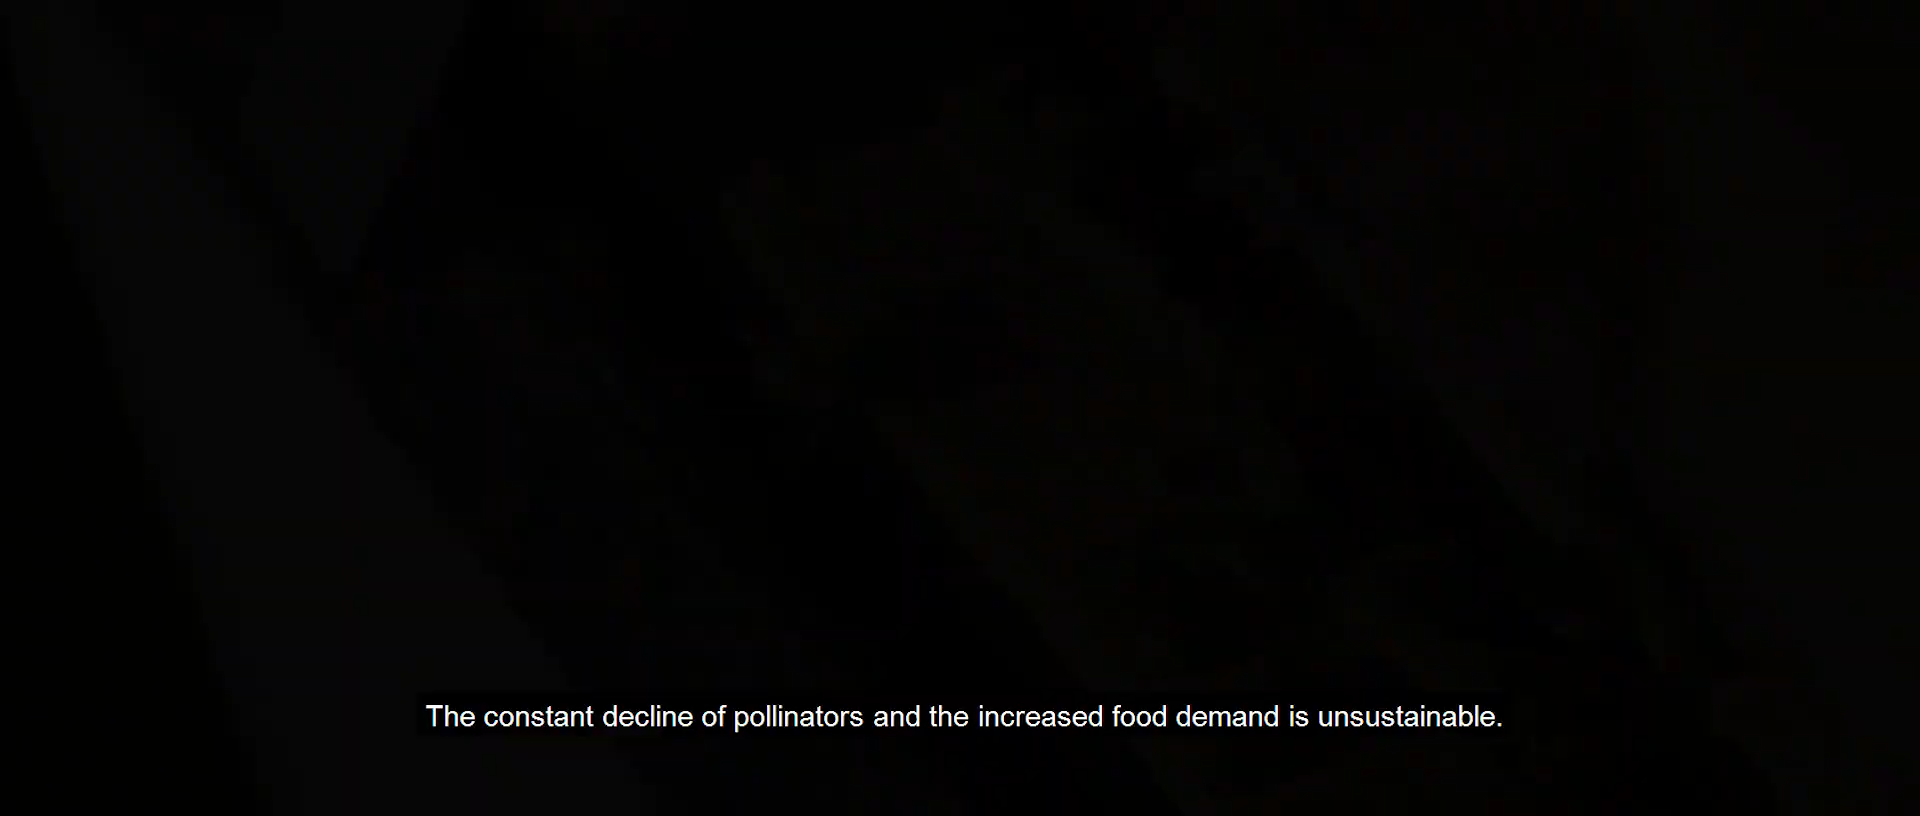 The constant decline of pollinators and the increased food demand is unsustainable.